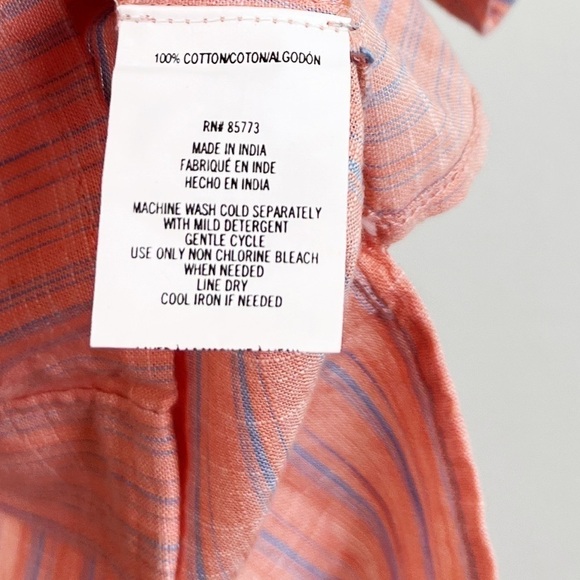 100% COTTON/COTON/ALGODÓN
RN# 85773
MADE IN INDIA
FABRIQUÉ EN INDE
HECHO EN INDIA
MACHINE WASH COLD SEPARATELY
WITH MILD DETERGENT
GENTLE CYCLE
USE ONLY NON CHLORINE BLEACH
WHEN NEEDED
LINE DRY
COOL IRON IF NEEDED